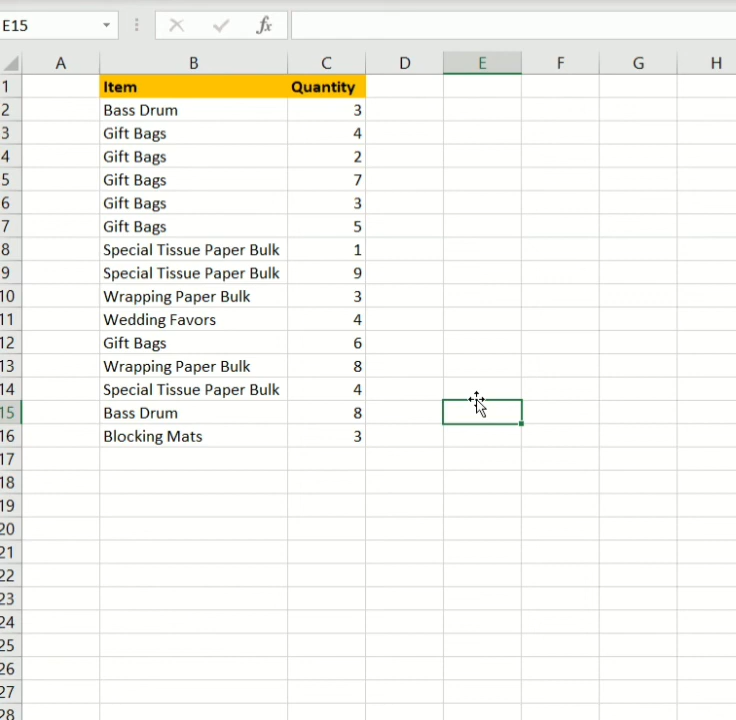 E15 fx
A B C D E F G H
1 Item Quantity
2 Bass Drum 3
3 Gift Bags 4
4 Gift Bags 2
5 Gift Bags 7
6 Gift Bags 3
7 Gift Bags 5
8 Special Tissue Paper Bulk 1
9 Special Tissue Paper Bulk 9
10 Wrapping Paper Bulk 3
11 Wedding Favors 4
12 Gift Bags 6
13 Wrapping Paper Bulk 8
14 Special Tissue Paper Bulk 4
15 Bass Drum 8
16 Blocking Mats 3
17
18
19
20
21
22
23
24
25
26
27
28